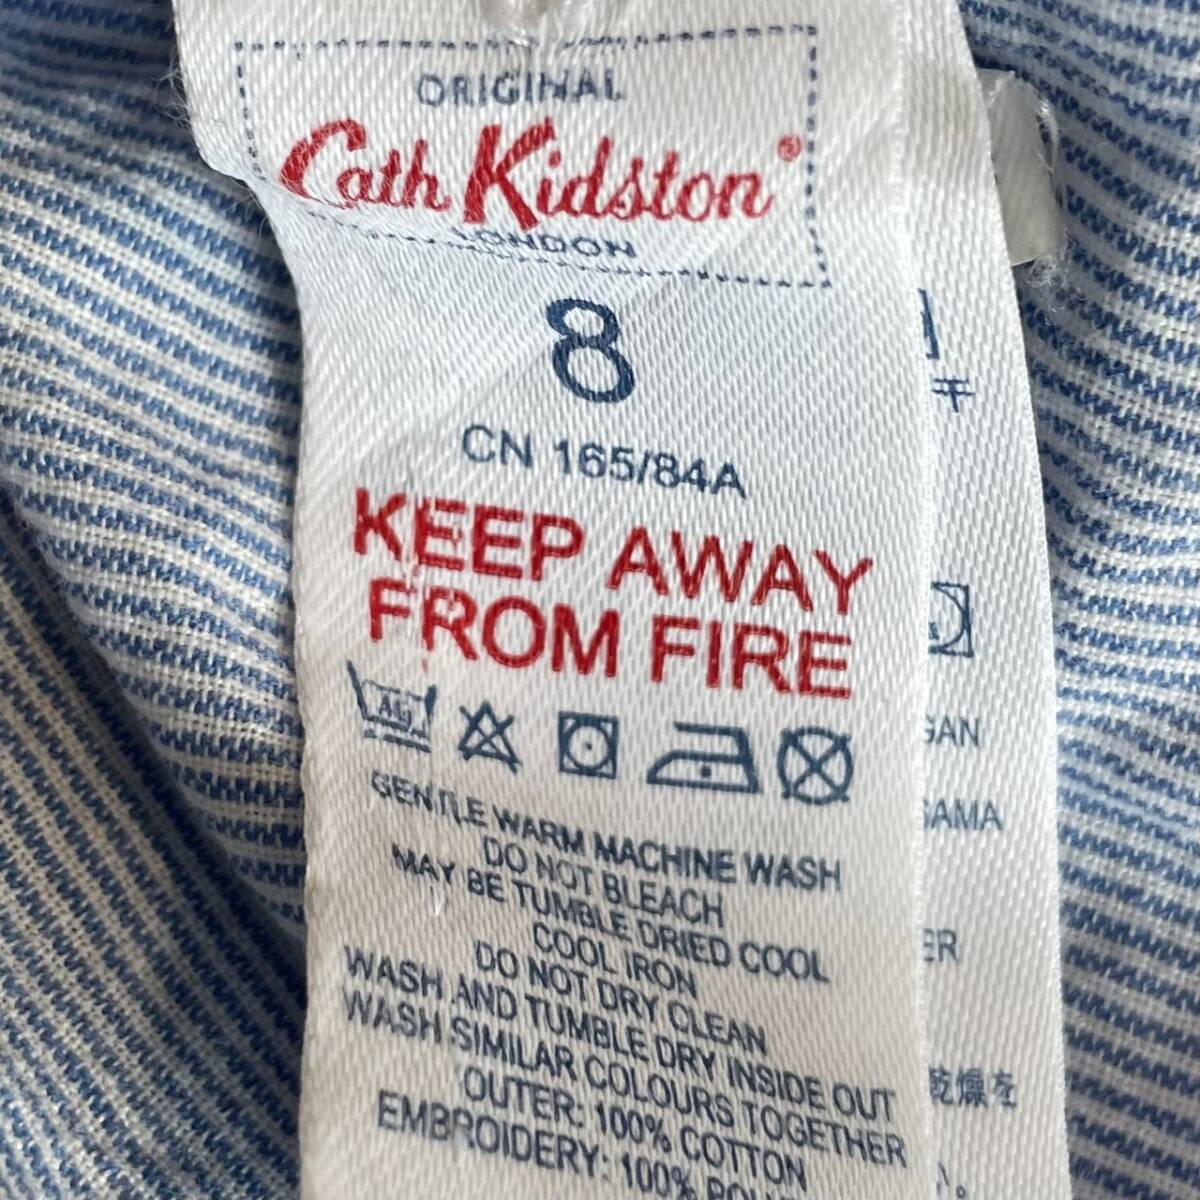 ORIGINAL
Cath Kidston®
LONDON
8
CN 165/84A
KEEP AWAY
FROM FIRE
40
GENTLE WARM MACHINE WASH
DO NOT BLEACH
MAY BE TUMBLE DRIED COOL
COOL IRON
DO NOT DRY CLEAN
WASH AND TUMBLE DRY INSIDE OUT
WASH SIMILAR COLOURS TOGETHER
OUTER: 100% COTTON
EMBROIDERY: 100%
干
GAN
SAMA
ER
乾燥を